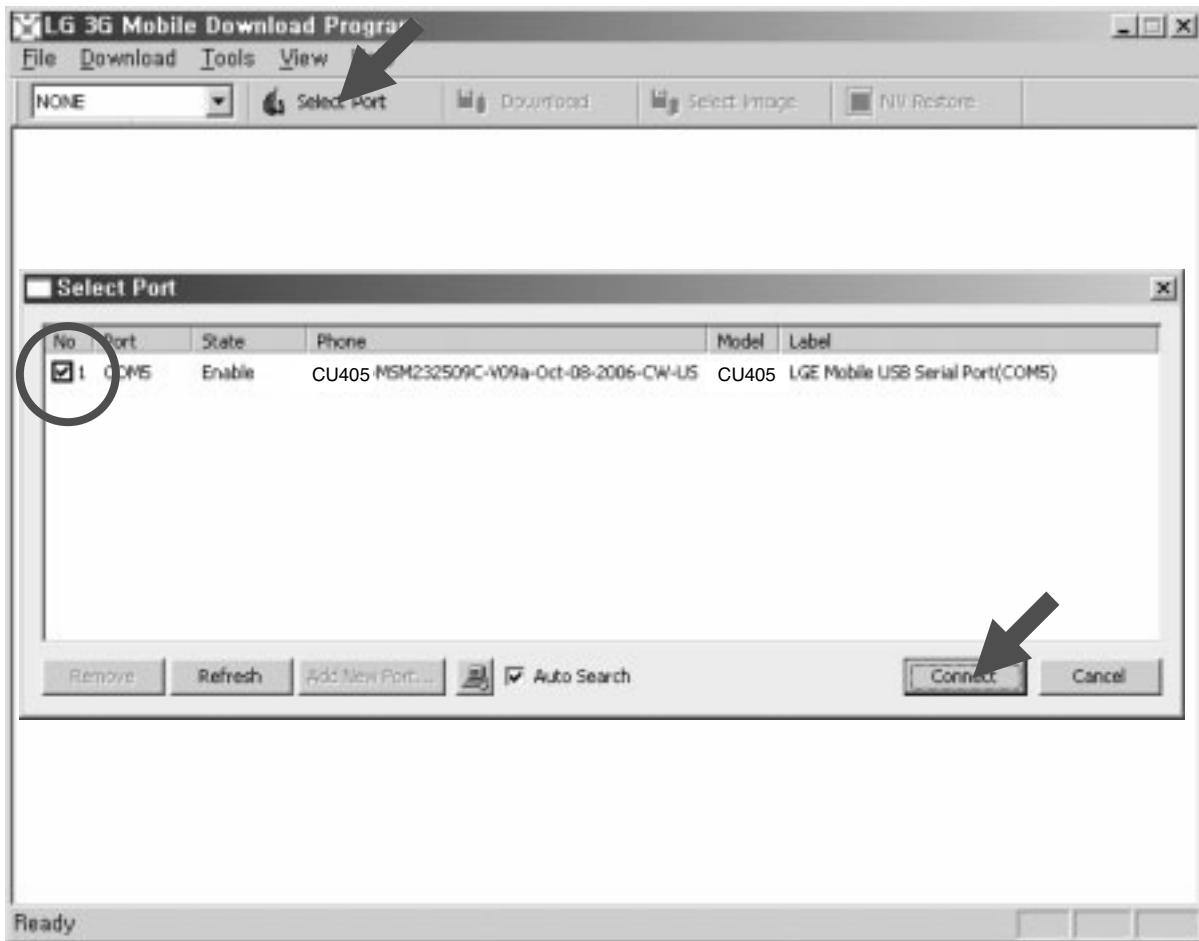 LG 3G Mobile Download Progra
File Download Tools View
NONE Select Port Download Select Image NV Restore
Select Port
No Port State Phone Model Label
1 COM5 Enable CU405-MSM232509C-V09a-Oct-08-2006-CW-US CU405 LGE Mobile USB Serial Port(COM5)
Remove Refresh Add New Port... Auto Search Connect Cancel
Ready